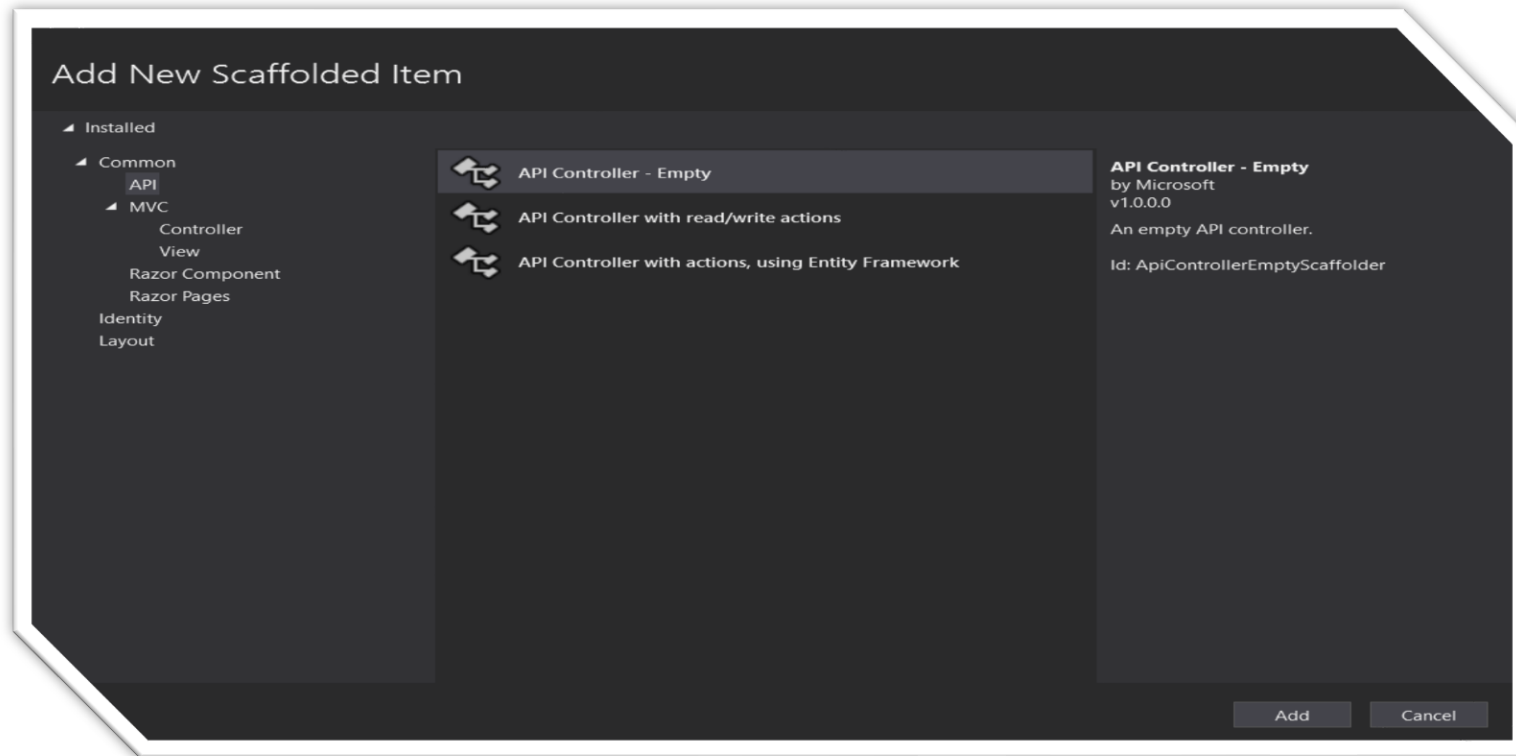 Add New Scaffolded Item
Installed
Common
API
MVC
Controller
View
Razor Component
Razor Pages
Identity
Layout
API Controller - Empty
API Controller with read/write actions
API Controller with actions, using Entity Framework
API Controller - Empty
by Microsoft
v1.0.0.0
An empty API controller.
Id: ApiControllerEmptyScaffolder
Add
Cancel